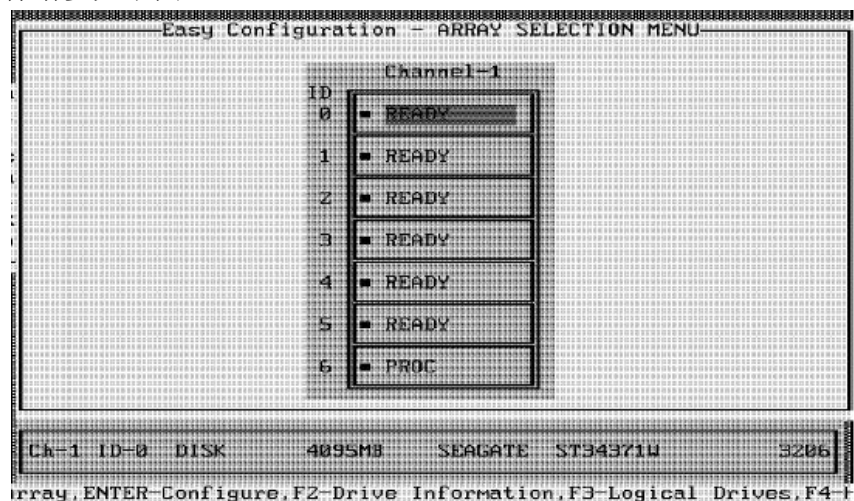 Easy Configuration - ARRAY SELECTION MENU
Channel-1
ID
0 READY
1 READY
2 READY
3 READY
4 READY
5 READY
6 PROC
Ch-1 ID-0 DISK 4095MB SEAGATE ST34371W 3206
ENTER-Configure,F2-Drive Information,F3-Logical Drives,F4-